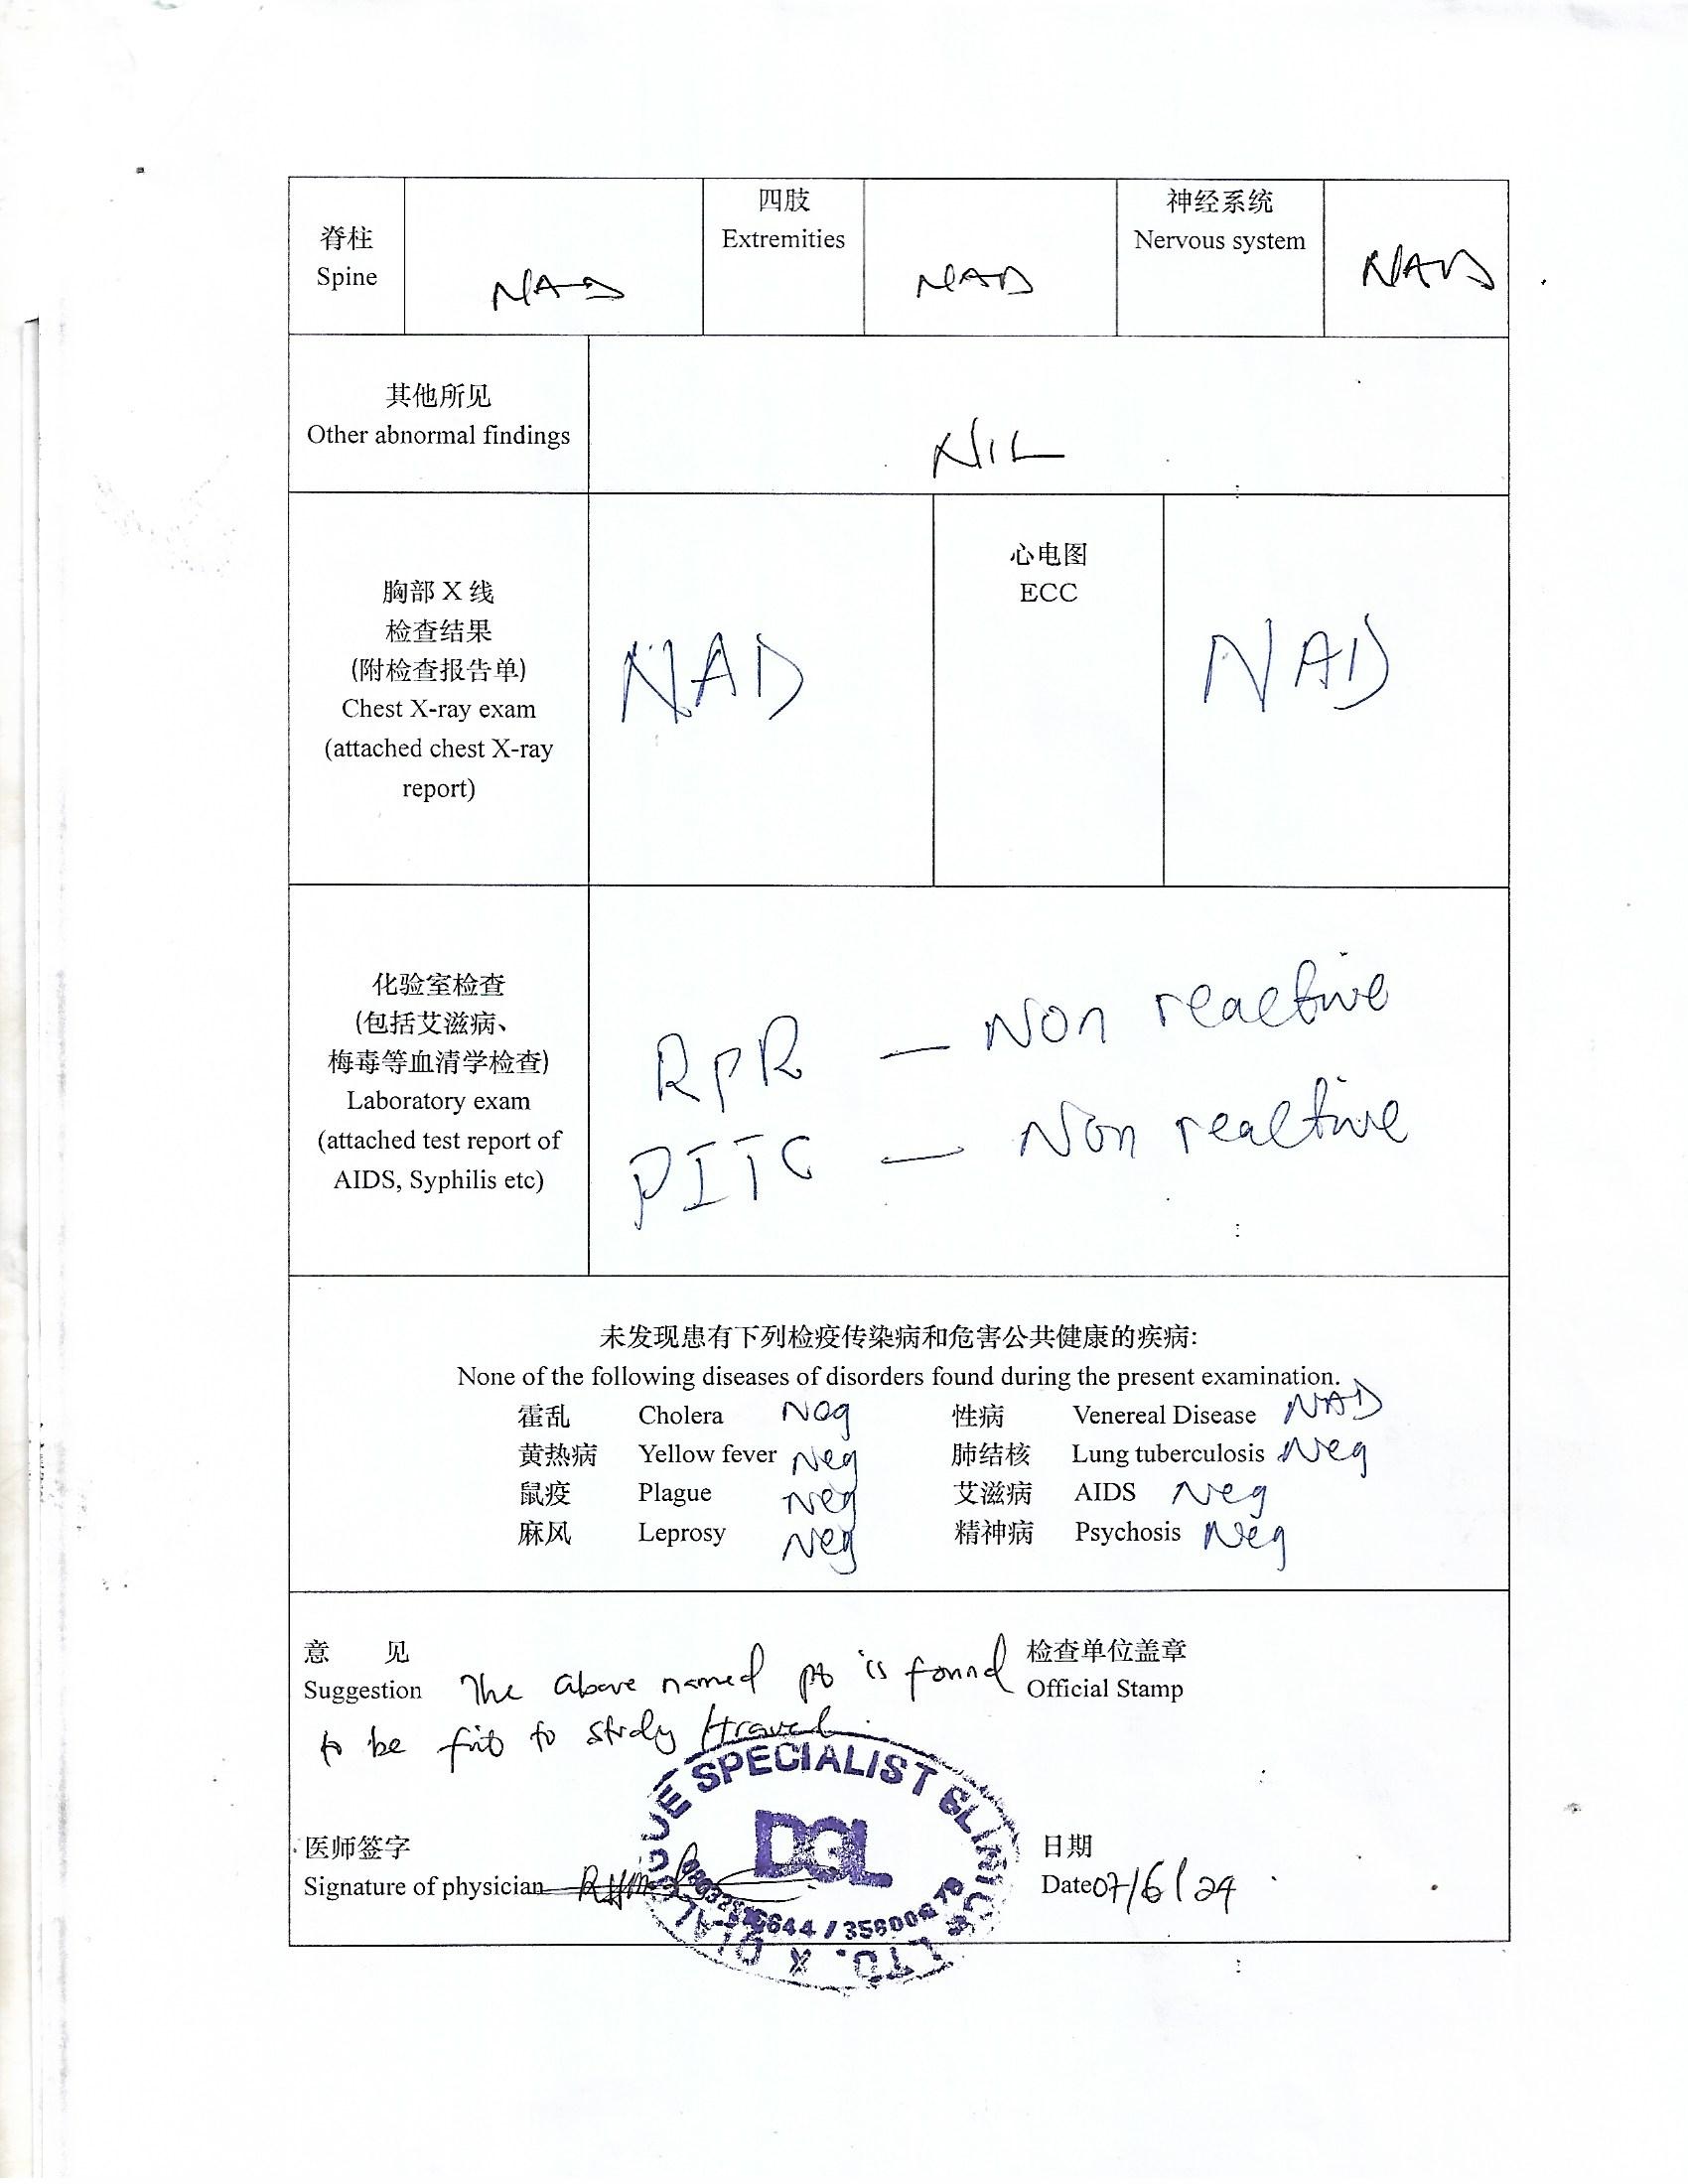 脊柱
Spine
NAD
四肢
Extremities
NAD
神经系统
Nervous system
NAD
其他所见
Other abnormal findings
NIL
胸部 X 线
检查结果
(附检查报告单)
Chest X-ray exam
(attached chest X-ray
report)
NAD
心电图
ECC
NAD
化验室检查
(包括艾滋病、
梅毒等血清学检查)
Laboratory exam
(attached test report of
AIDS, Syphilis etc)
RPR — Non reactive
PITC — Non reactive
未发现患有下列检疫传染病和危害公共健康的疾病:
None of the following diseases of disorders found during the present examination.
霍乱 Cholera Neg 性病 Venereal Disease NAD
黄热病 Yellow fever Neg 肺结核 Lung tuberculosis Neg
鼠疫 Plague Neg 艾滋病 AIDS Neg
麻风 Leprosy Neg 精神病 Psychosis Neg
意 见 检查单位盖章
Suggestion The above named pt is found Official Stamp
to be fit to study / travel.
SPECIALIST CLINICS LTD. X
DGL
医师签字
Signature of physician
日期
Date 07/6/24